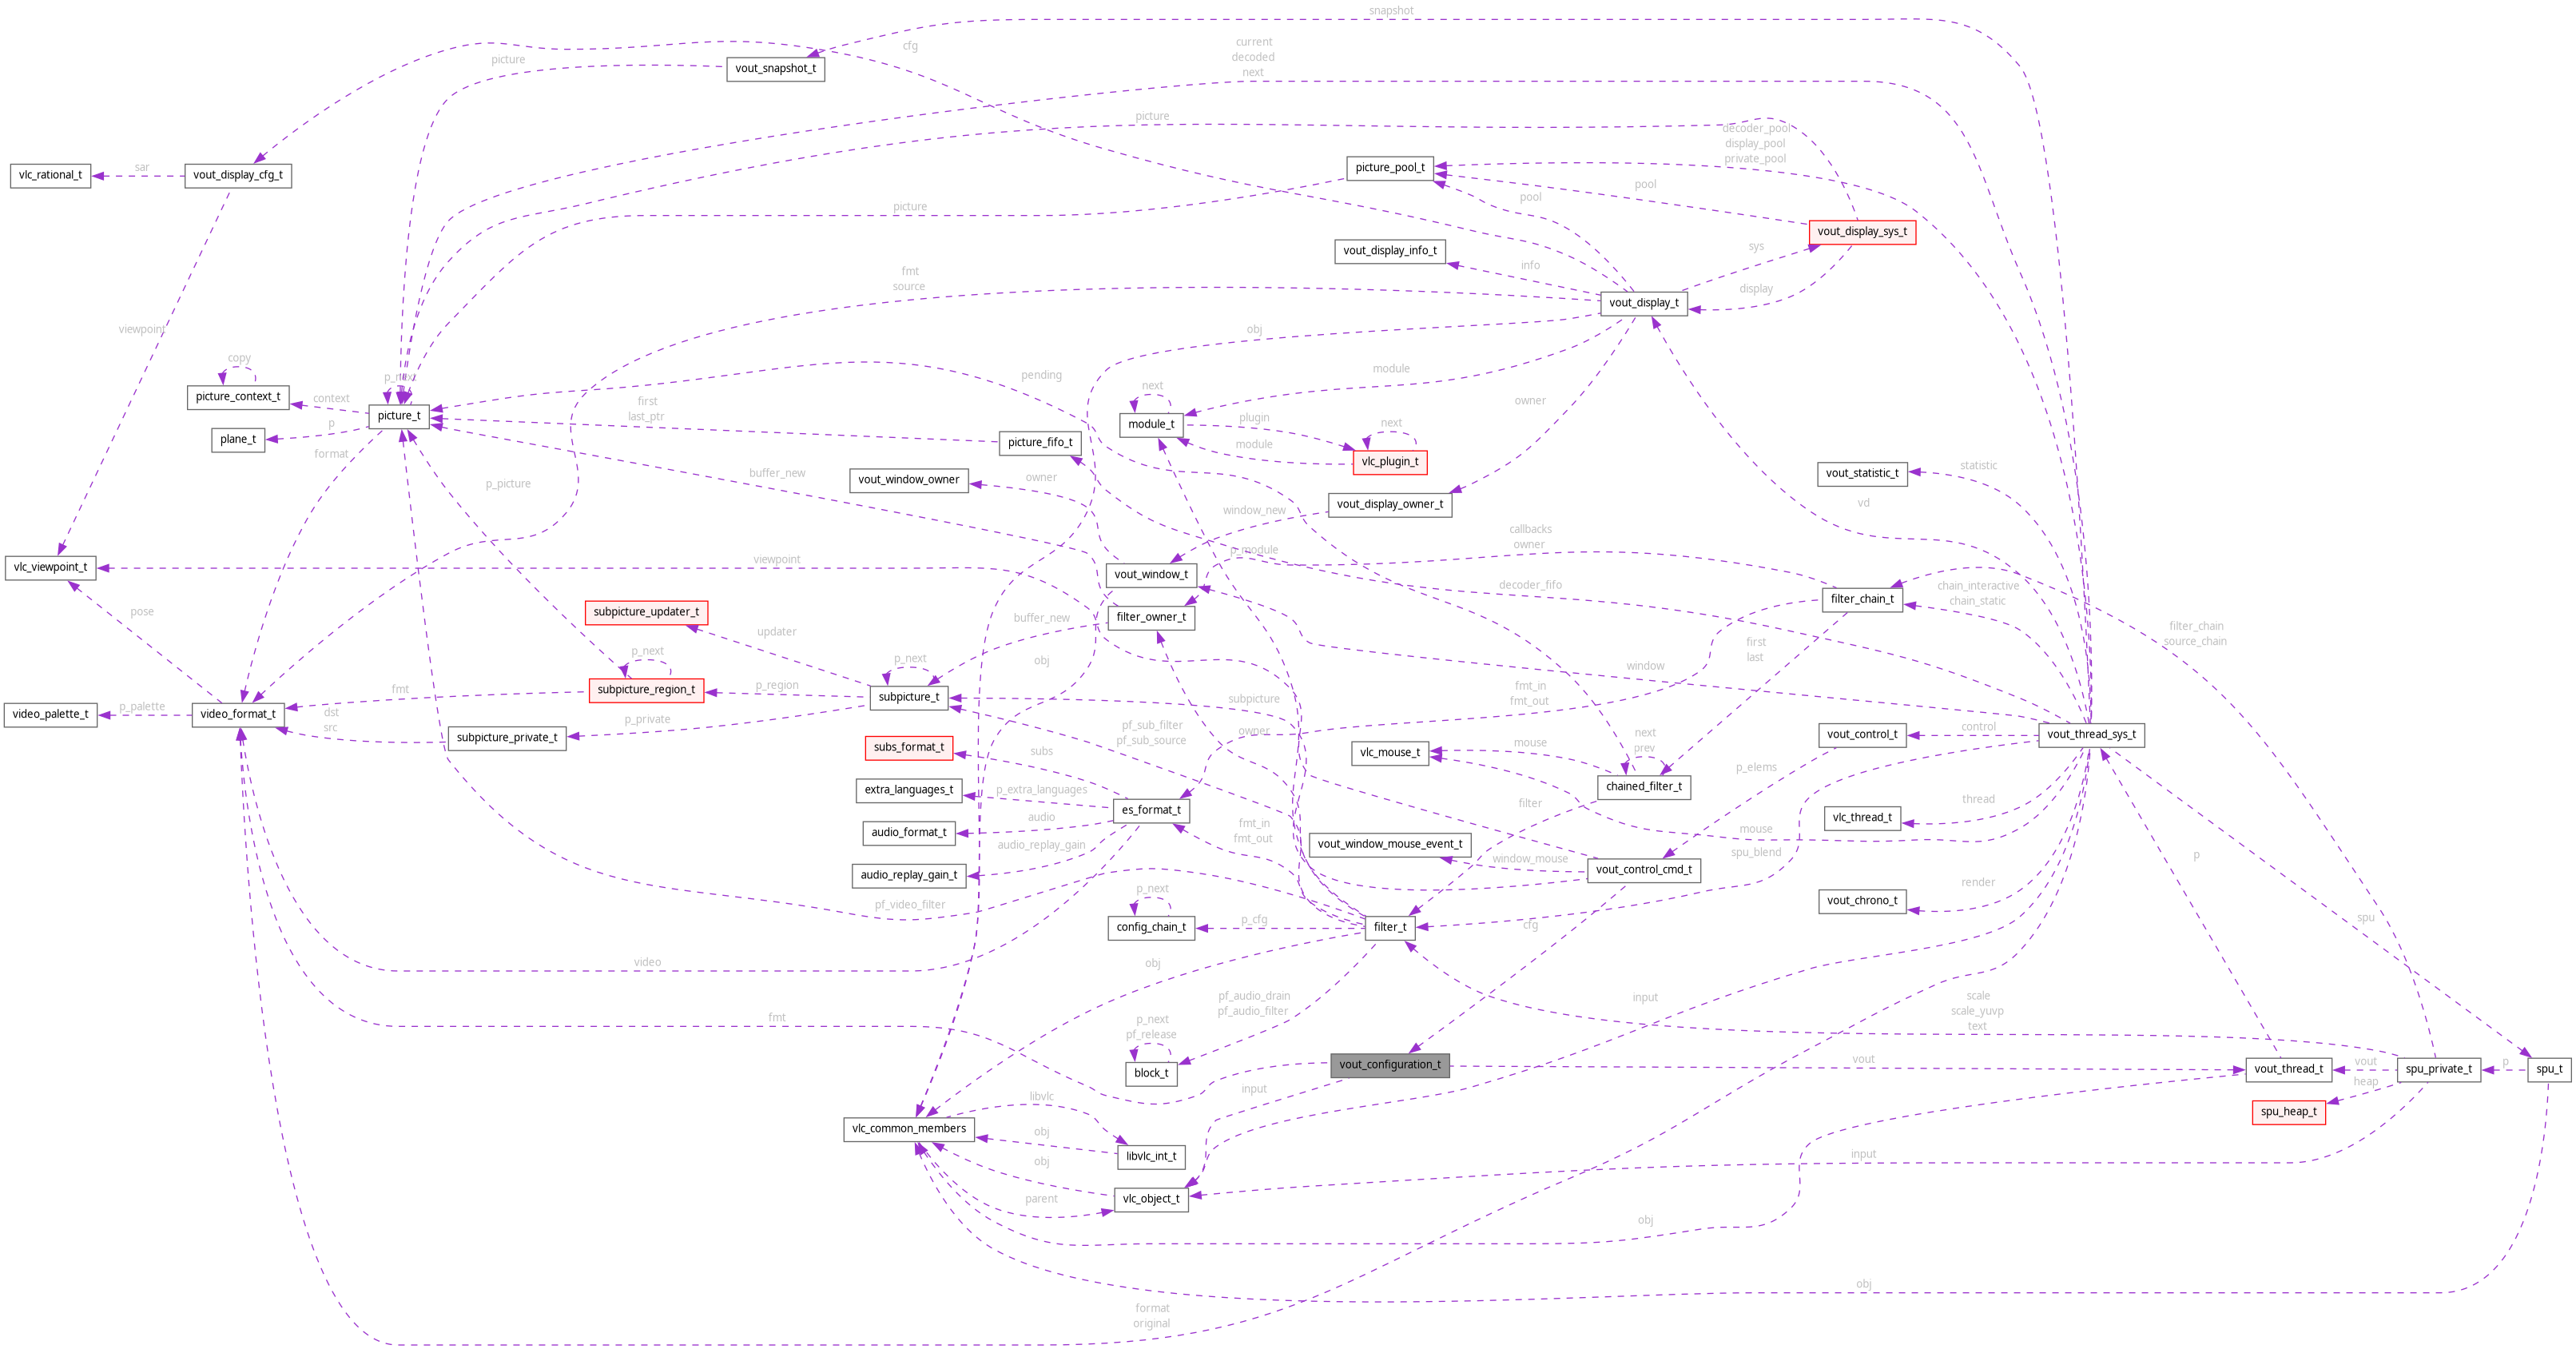 snapshot
current
decoded
next
cfg
picture
vout_snapshot_t
picture
decoder_pool
display_pool
private_pool
vlc_rational_t
sar
vout_display_cfg_t
picture_pool_t
pool
pool
picture
vout_display_sys_t
vout_display_info_t
info
sys
fmt
source
display
vout_display_t
viewpoint
obj
copy
p_next
pending
module
picture_context_t
context
picture_t
first
last_ptr
next
owner
p
plane_t
module_t
plugin
next
format
picture_fifo_t
module
vlc_plugin_t
p_picture
buffer_new
vout_window_owner
owner
vout_statistic_t
statistic
vout_display_owner_t
window_new
vd
callbacks
owner
p_module
vlc_viewpoint_t
viewpoint
vout_window_t
decoder_fifo
chain_interactive
chain_static
filter_chain_t
pose
subpicture_updater_t
filter_owner_t
buffer_new
updater
filter_chain
source_chain
p_next
p_next
first
last
obj
window
subpicture_region_t
p_region
subpicture_t
fmt
subpicture
fmt_in
fmt_out
video_palette_t
p_palette
video_format_t
dst
src
p_private
subpicture_private_t
pf_sub_filter
pf_sub_source
owner
subs_format_t
subs
vlc_mouse_t
mouse
next
prev
vout_control_t
control
vout_thread_sys_t
p_elems
extra_languages_t
p_extra_languages
chained_filter_t
thread
es_format_t
filter
vlc_thread_t
audio_format_t
audio
fmt_in
fmt_out
mouse
audio_replay_gain
vout_window_mouse_event_t
window_mouse
spu_blend
p
audio_replay_gain_t
vout_control_cmd_t
p_next
render
pf_video_filter
vout_chrono_t
config_chain_t
p_cfg
filter_t
cfg
spu
video
obj
pf_audio_drain
pf_audio_filter
input
scale
scale_yuvp
text
fmt
p_next
pf_release
vout_configuration_t
vout
block_t
vout_thread_t
vout
spu_private_t
p
spu_t
input
heap
libvlc
spu_heap_t
vlc_common_members
obj
libvlc_int_t
obj
input
parent
vlc_object_t
obj
obj
format
original